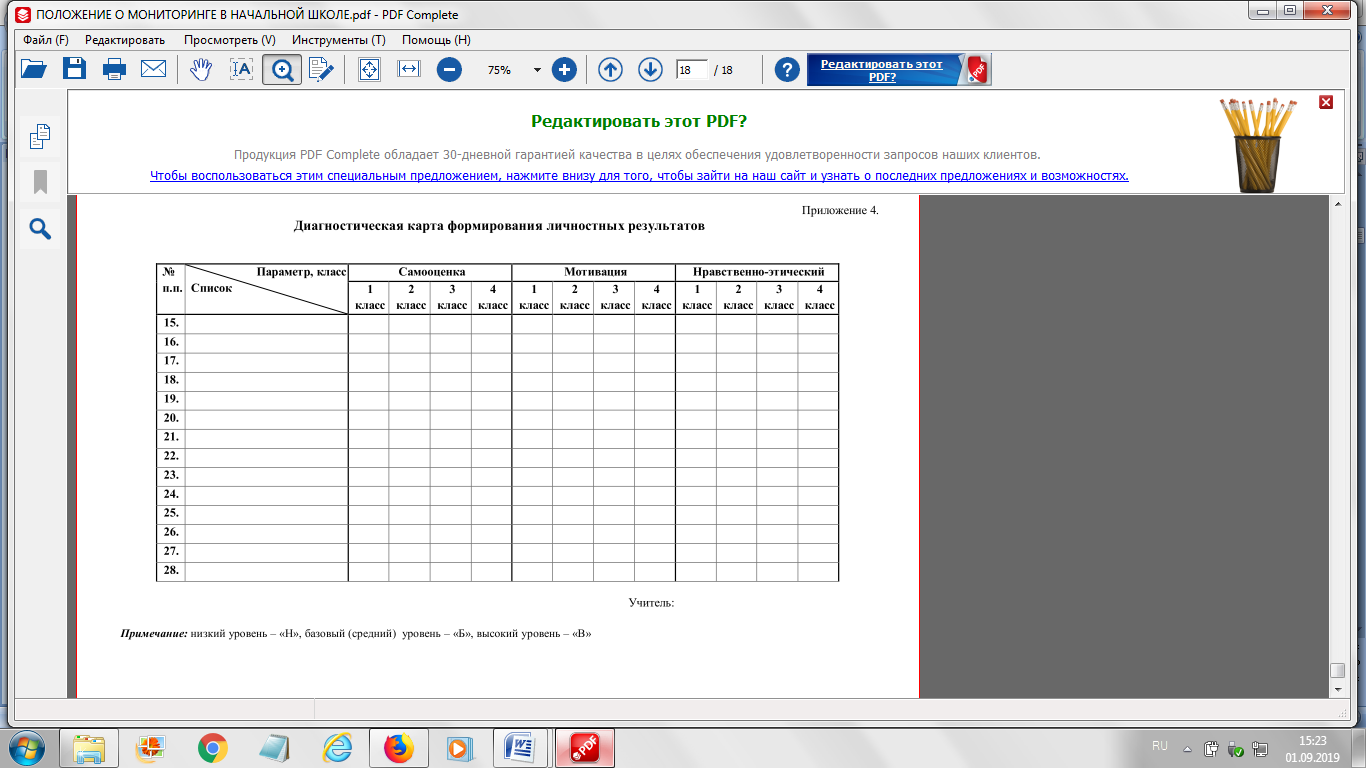 ПОЛОЖЕНИЕ О МОНИТОРИНГЕ В НАЧАЛЬНОЙ ШКОЛЕ.pdf - PDF Complete
Файл (F) Редактировать Просмотреть (V) Инструменты (T) Помощь (H)
75% 18 / 18 Редактировать этот PDF?
Редактировать этот PDF?
Продукция PDF Complete обладает 30-дневной гарантией качества в целях обеспечения удовлетворенности запросов наших клиентов.
Чтобы воспользоваться этим специальным предложением, нажмите внизу для того, чтобы зайти на наш сайт и узнать о последних предложениях и возможностях.
Приложение 4.
Диагностическая карта формирования личностных результатов
№ Параметр, класс Самооценка Мотивация Нравственно-этический
п.п. Список 1 2 3 4 1 2 3 4 1 2 3 4
класс класс класс класс класс класс класс класс класс класс класс класс
15.
16.
17.
18.
19.
20.
21.
22.
23.
24.
25.
26.
27.
28.
Учитель:
Примечание: низкий уровень – «Н», базовый (средний) уровень – «Б», высокий уровень – «В»
RU 15:23
01.09.2019